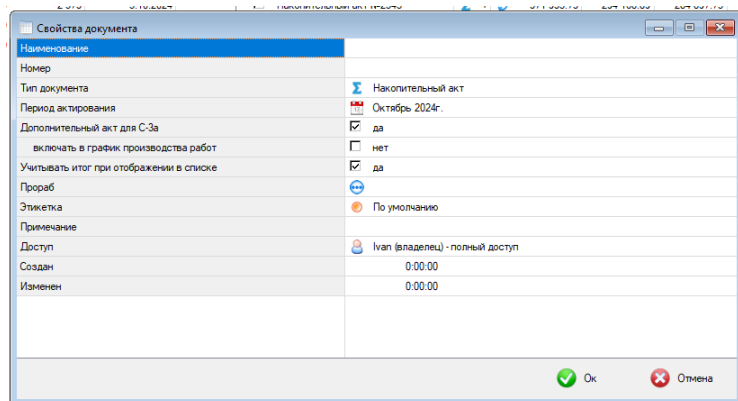 Свойства документа
Наименование
Номер
Тип документа Накопительный акт
Период актирования Октябрь 2024г.
Дополнительный акт для С-3а да
включать в график производства работ нет
Учитывать итог при отображении в списке да
Прораб
Этикетка По умолчанию
Примечание
Доступ Ivan (владелец) - полный доступ
Создан 0:00:00
Изменен 0:00:00
Ок Отмена